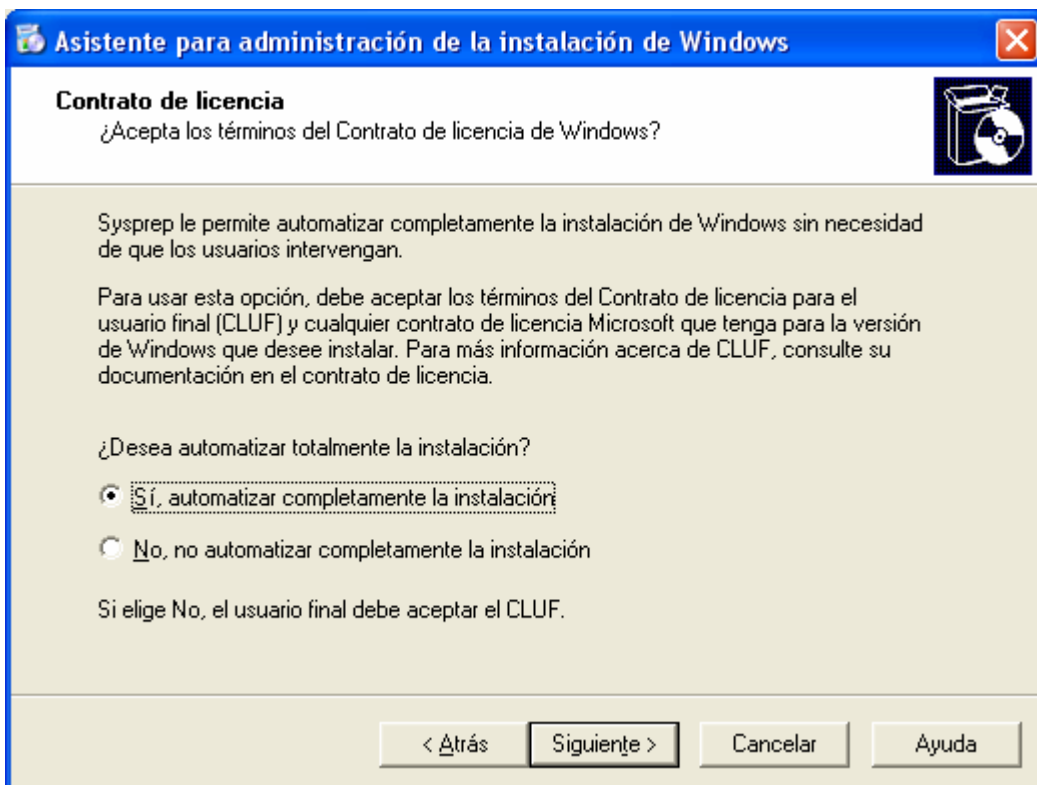 Asistente para administración de la instalación de Windows
Contrato de licencia
¿Acepta los términos del Contrato de licencia de Windows?
Sysprep le permite automatizar completamente la instalación de Windows sin necesidad
de que los usuarios intervengan.
Para usar esta opción, debe aceptar los términos del Contrato de licencia para el
usuario final (CLUF) y cualquier contrato de licencia Microsoft que tenga para la versión
de Windows que desee instalar. Para más información acerca de CLUF, consulte su
documentación en el contrato de licencia.
¿Desea automatizar totalmente la instalación?
Sí, automatizar completamente la instalación
No, no automatizar completamente la instalación
Si elige No, el usuario final debe aceptar el CLUF.
< Atrás Siguiente > Cancelar Ayuda